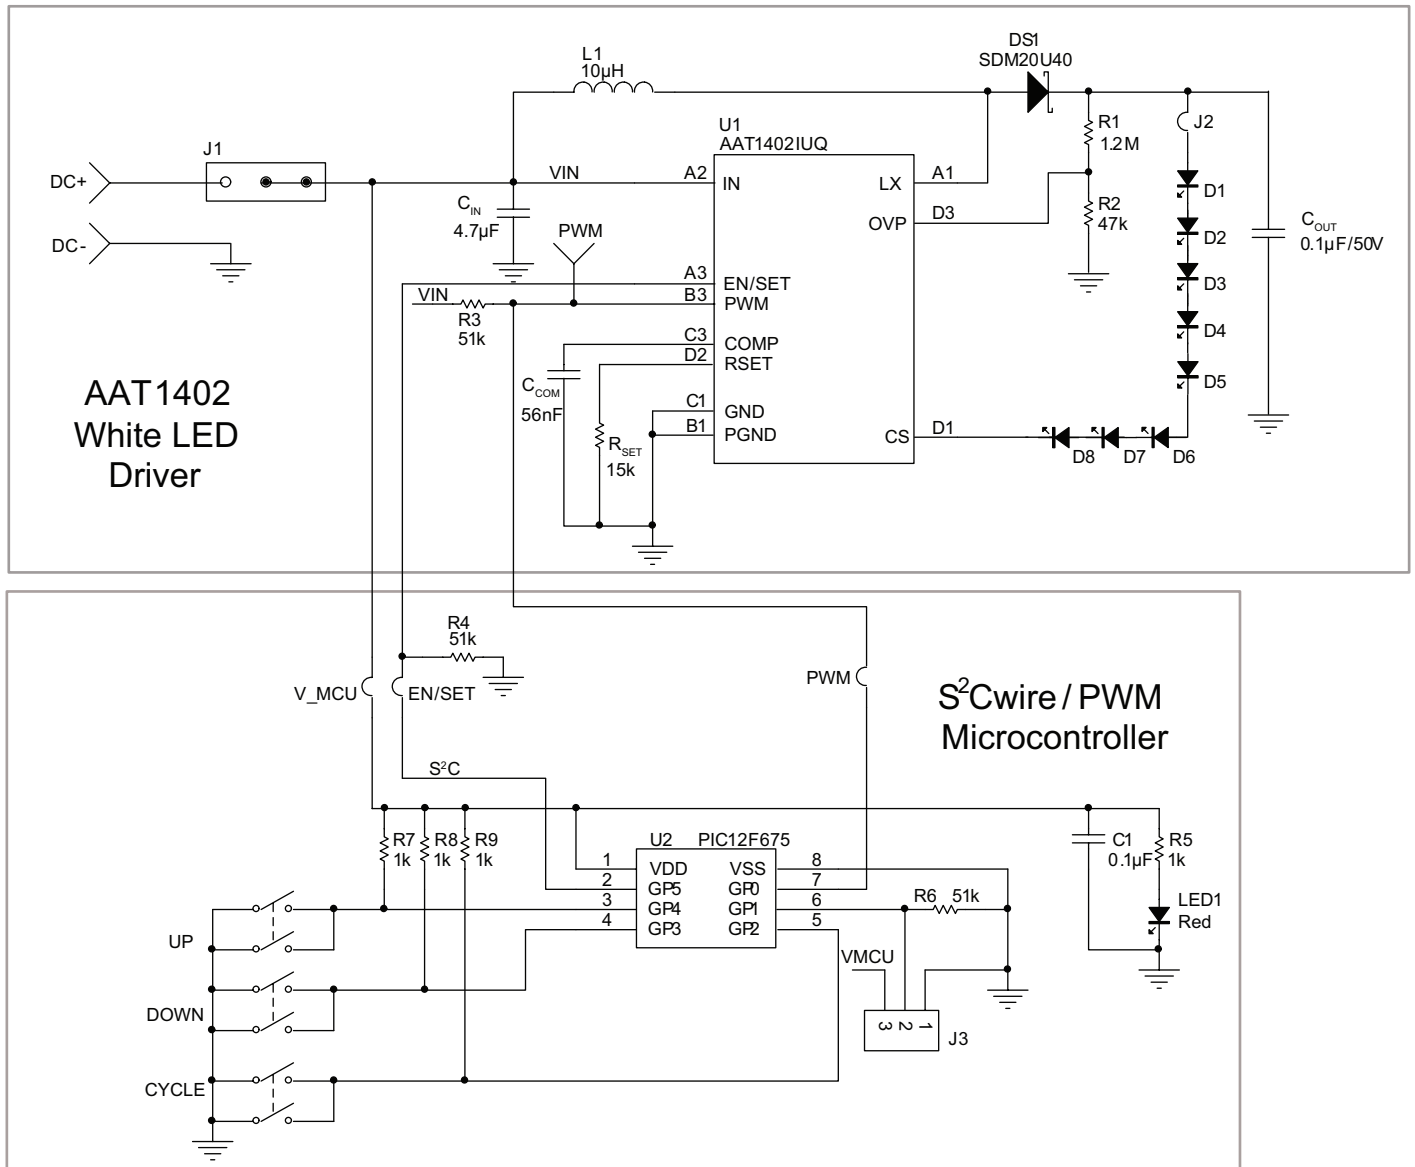 DS1
SDM20U40
L1
10µH
R1
1.2M
J2
U1
AAT1402IUQ
J1
DC+
VIN
A2
IN
LX
A1
D1
R2
47k
C_IN
4.7µF
PWM
OVP
D3
D2
C_OUT
0.1µF/50V
DC-
A3
EN/SET
D3
VIN
B3
PWM
R3
51k
C3
COMP
D4
D2
RSET
C_COM
56nF
D5
C1
GND
B1
PGND
CS
D1
R_SET
15k
D8
D7
D6
AAT1402
White LED
Driver
R4
51k
V_MCU
EN/SET
PWM
S²Cwire / PWM
Microcontroller
S²C
R7
1k
R8
1k
R9
1k
U2
PIC12F675
C1
0.1µF
R5
1k
1
VDD
VSS
8
2
GP5
GP0
7
3
GP4
GP1
6
R6
51k
4
GP3
GP2
5
LED1
Red
UP
VMCU
DOWN
3
2
1
J3
CYCLE